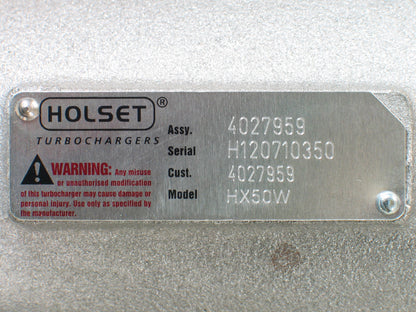 HOLSET®
TURBOCHARGERS
WARNING: Any misuse
or unauthorised modification
of this turbocharger may cause damage or
personal injury. Use only as specified by
the manufacturer.
Assy. 4027959
Serial H120710350
Cust. 4027959
Model HX50W